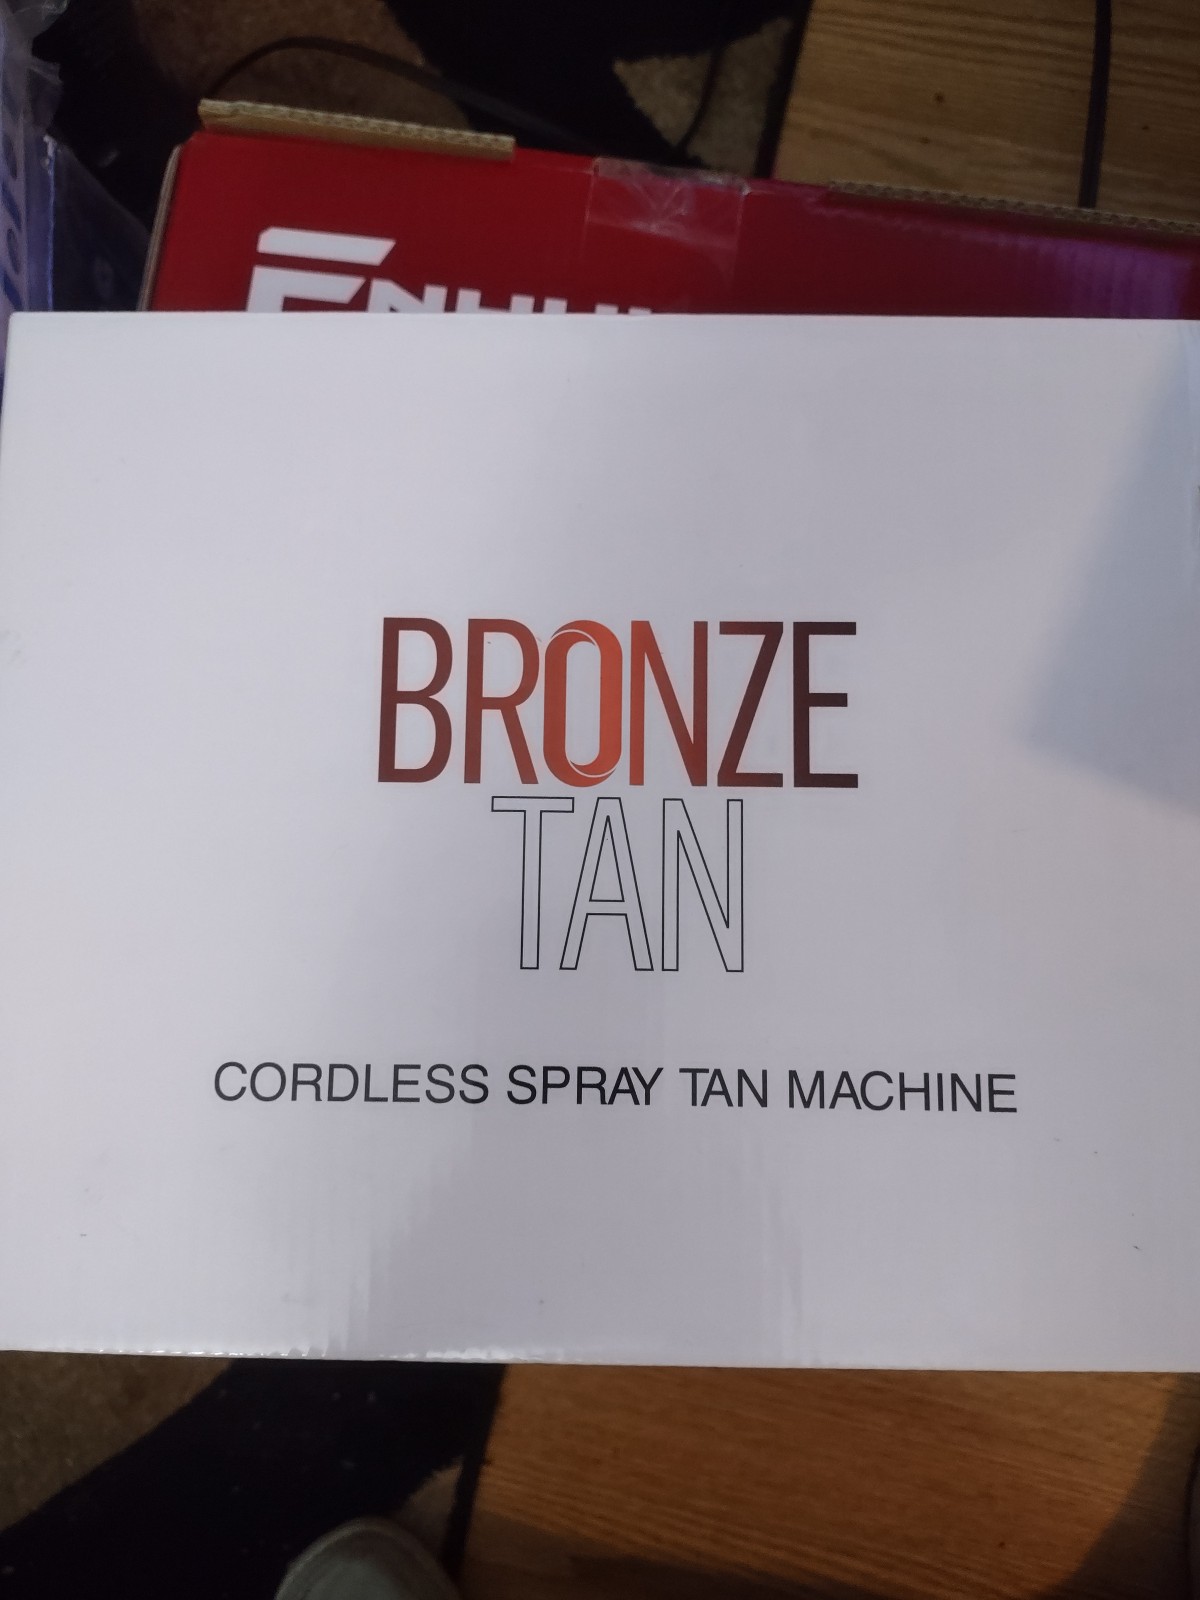 BRONZE
TAN
CORDLESS SPRAY TAN MACHINE